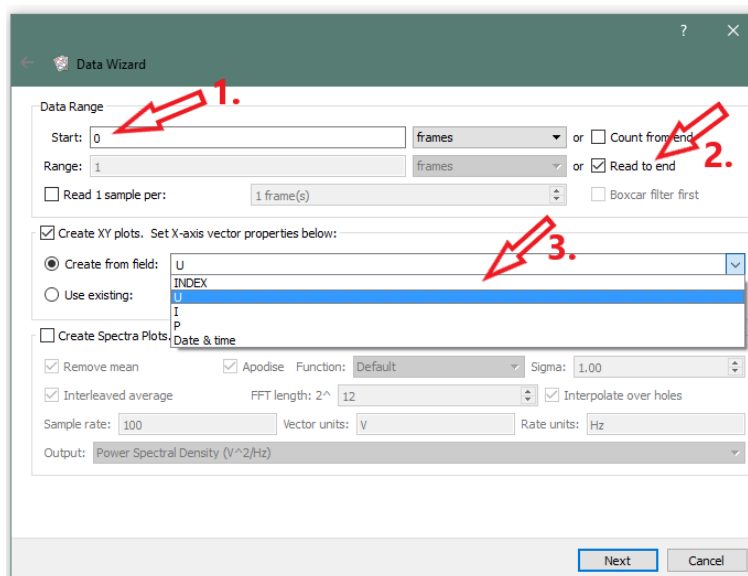 ?
Data Wizard
1.
Data Range
Start: 0 frames or Count from end
2.
Range: 1 frames or Read to end
Read 1 sample per: 1 frame(s) Boxcar filter first
Create XY plots. Set X-axis vector properties below:
3.
Create from field: U
INDEX
Use existing: U
I
P
Create Spectra Plots. Date & time
Remove mean Apodise Function: Default Sigma: 1.00
Interleaved average FFT length: 2^ 12 Interpolate over holes
Sample rate: 100 Vector units: V Rate units: Hz
Output: Power Spectral Density (V^2/Hz)
Next Cancel